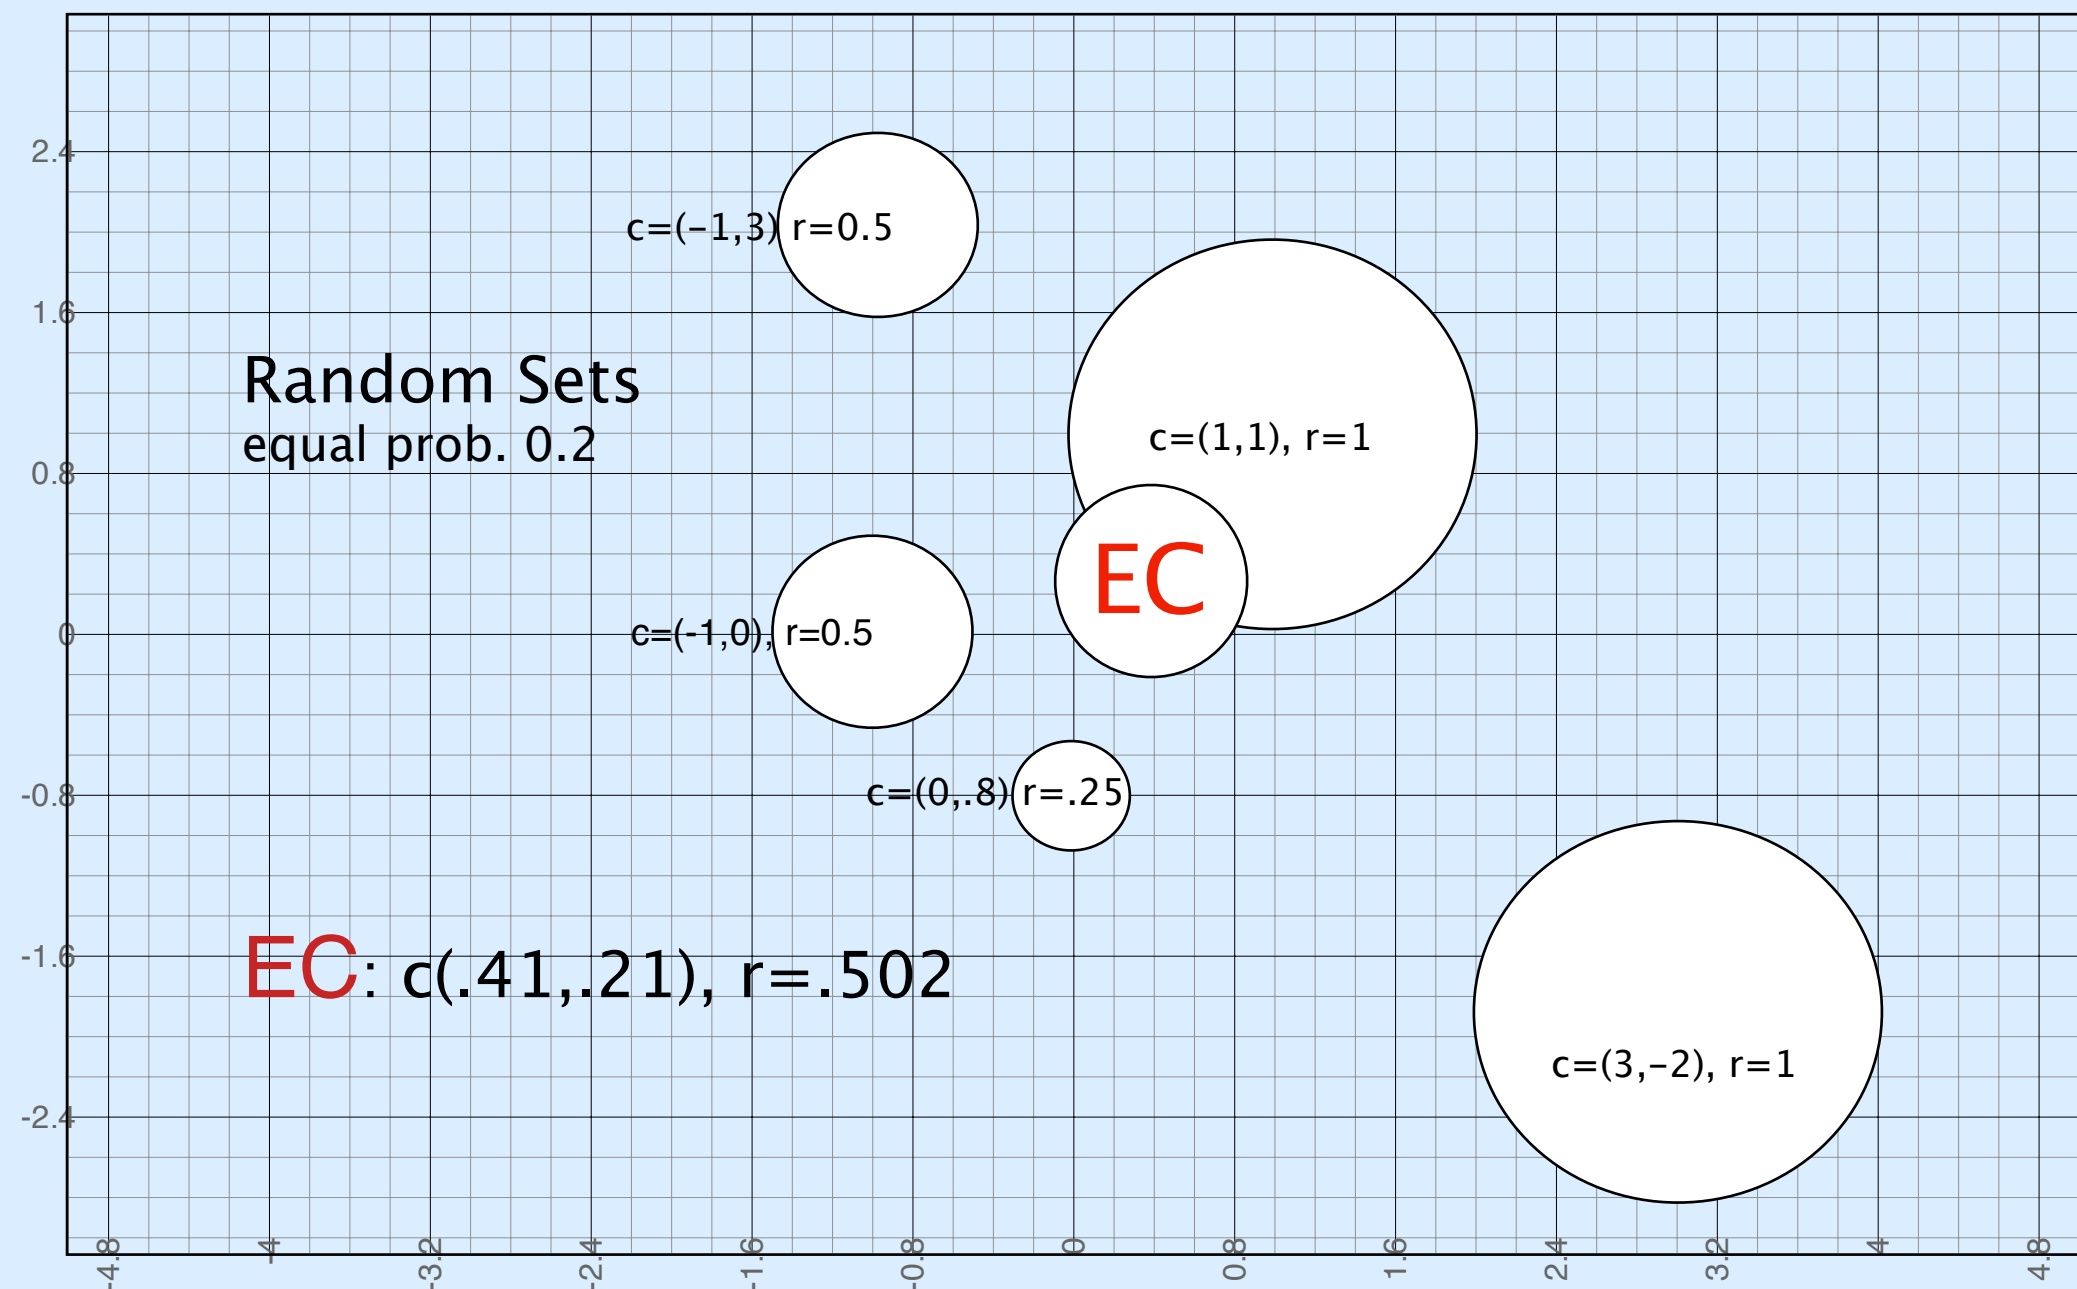 2.4
c=(−1,3) r=0.5
1.6
Random Sets
equal prob. 0.2
c=(1,1), r=1
0.8
EC
0
c=(-1,0), r=0.5
-0.8
c=(0,.8) r=.25
-1.6
EC: c(.41,.21), r=.502
c=(3,−2), r=1
-2.4
-4.8 -4 -3.2 -2.4 -1.6 -0.8 0 0.8 1.6 2.4 3.2 4 4.8